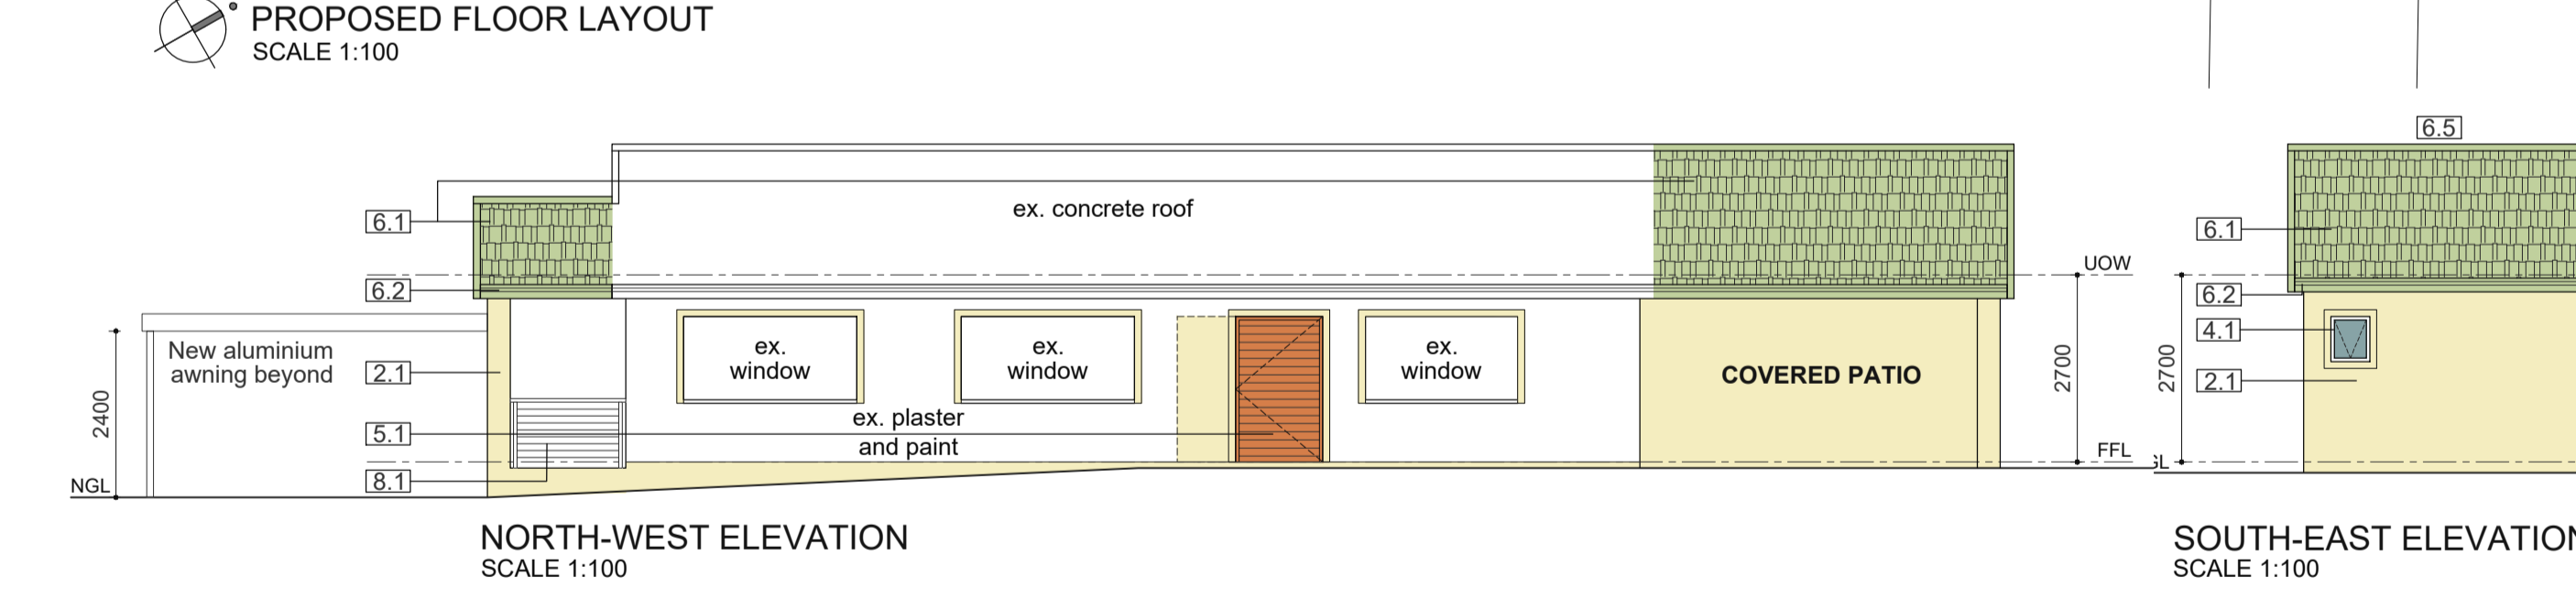 PROPOSED FLOOR LAYOUT
SCALE 1:100
6.1
6.2
2.1
5.1
8.1
New aluminium
awning beyond
2400
NGL
ex. concrete roof
ex.
window
ex.
window
ex.
window
ex. plaster
and paint
COVERED PATIO
UOW
2700
FFL
NORTH-WEST ELEVATION
SCALE 1:100
6.5
6.1
6.2
4.1
2.1
2700
GL
SOUTH-EAST ELEVATION
SCALE 1:100